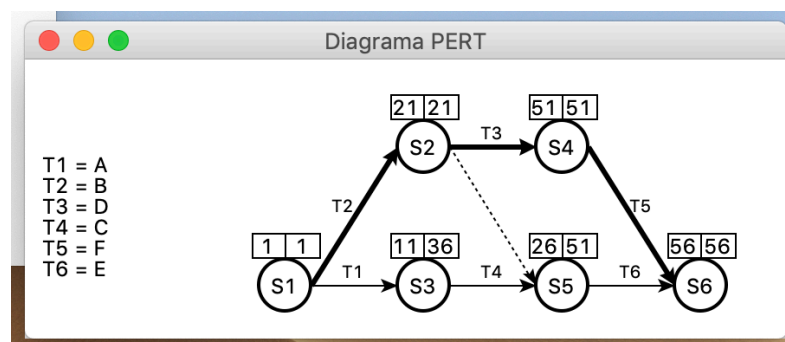 Diagrama PERT
21 21
51 51
S2
T3
S4
T1 = A
T2 = B
T3 = D
T4 = C
T5 = F
T6 = E
T2
T5
1 1
11 36
26 51
56 56
S1
T1
S3
T4
S5
T6
S6